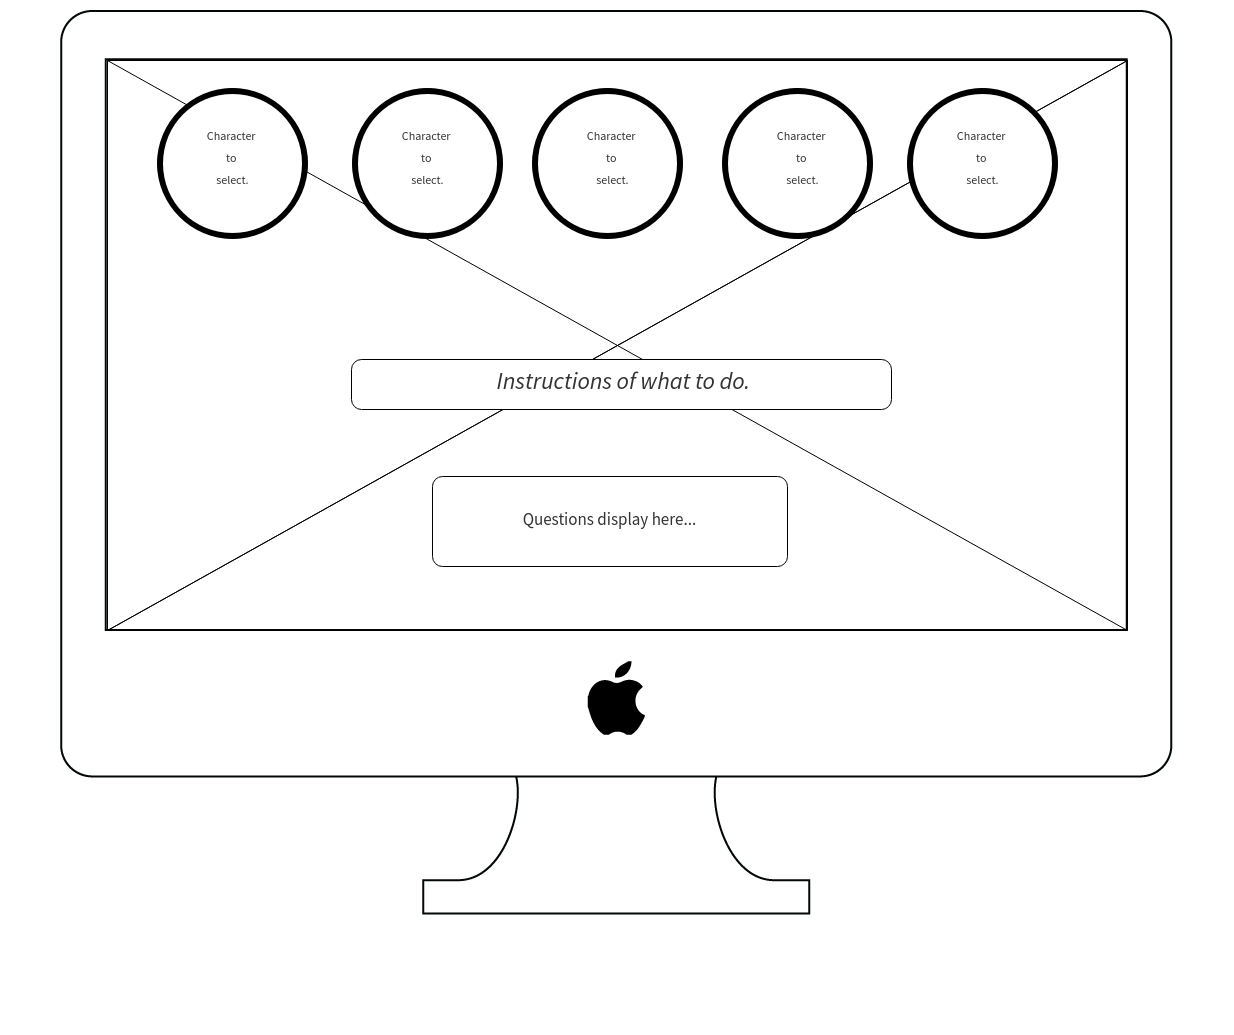 Character
to
select.
Character
to
select.
Character
to
select.
Character
to
select.
Character
to
select.
Instructions of what to do.
Questions display here...